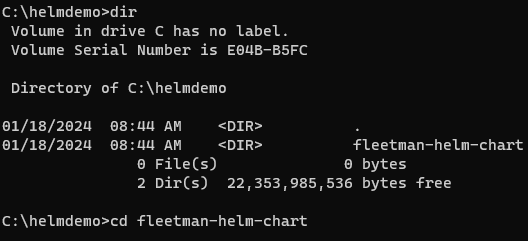 C:\helmdemo>dir
 Volume in drive C has no label.
 Volume Serial Number is E04B-B5FC

 Directory of C:\helmdemo

01/18/2024  08:44 AM    <DIR>          .
01/18/2024  08:44 AM    <DIR>          fleetman-helm-chart
               0 File(s)              0 bytes
               2 Dir(s)  22,353,985,536 bytes free

C:\helmdemo>cd fleetman-helm-chart